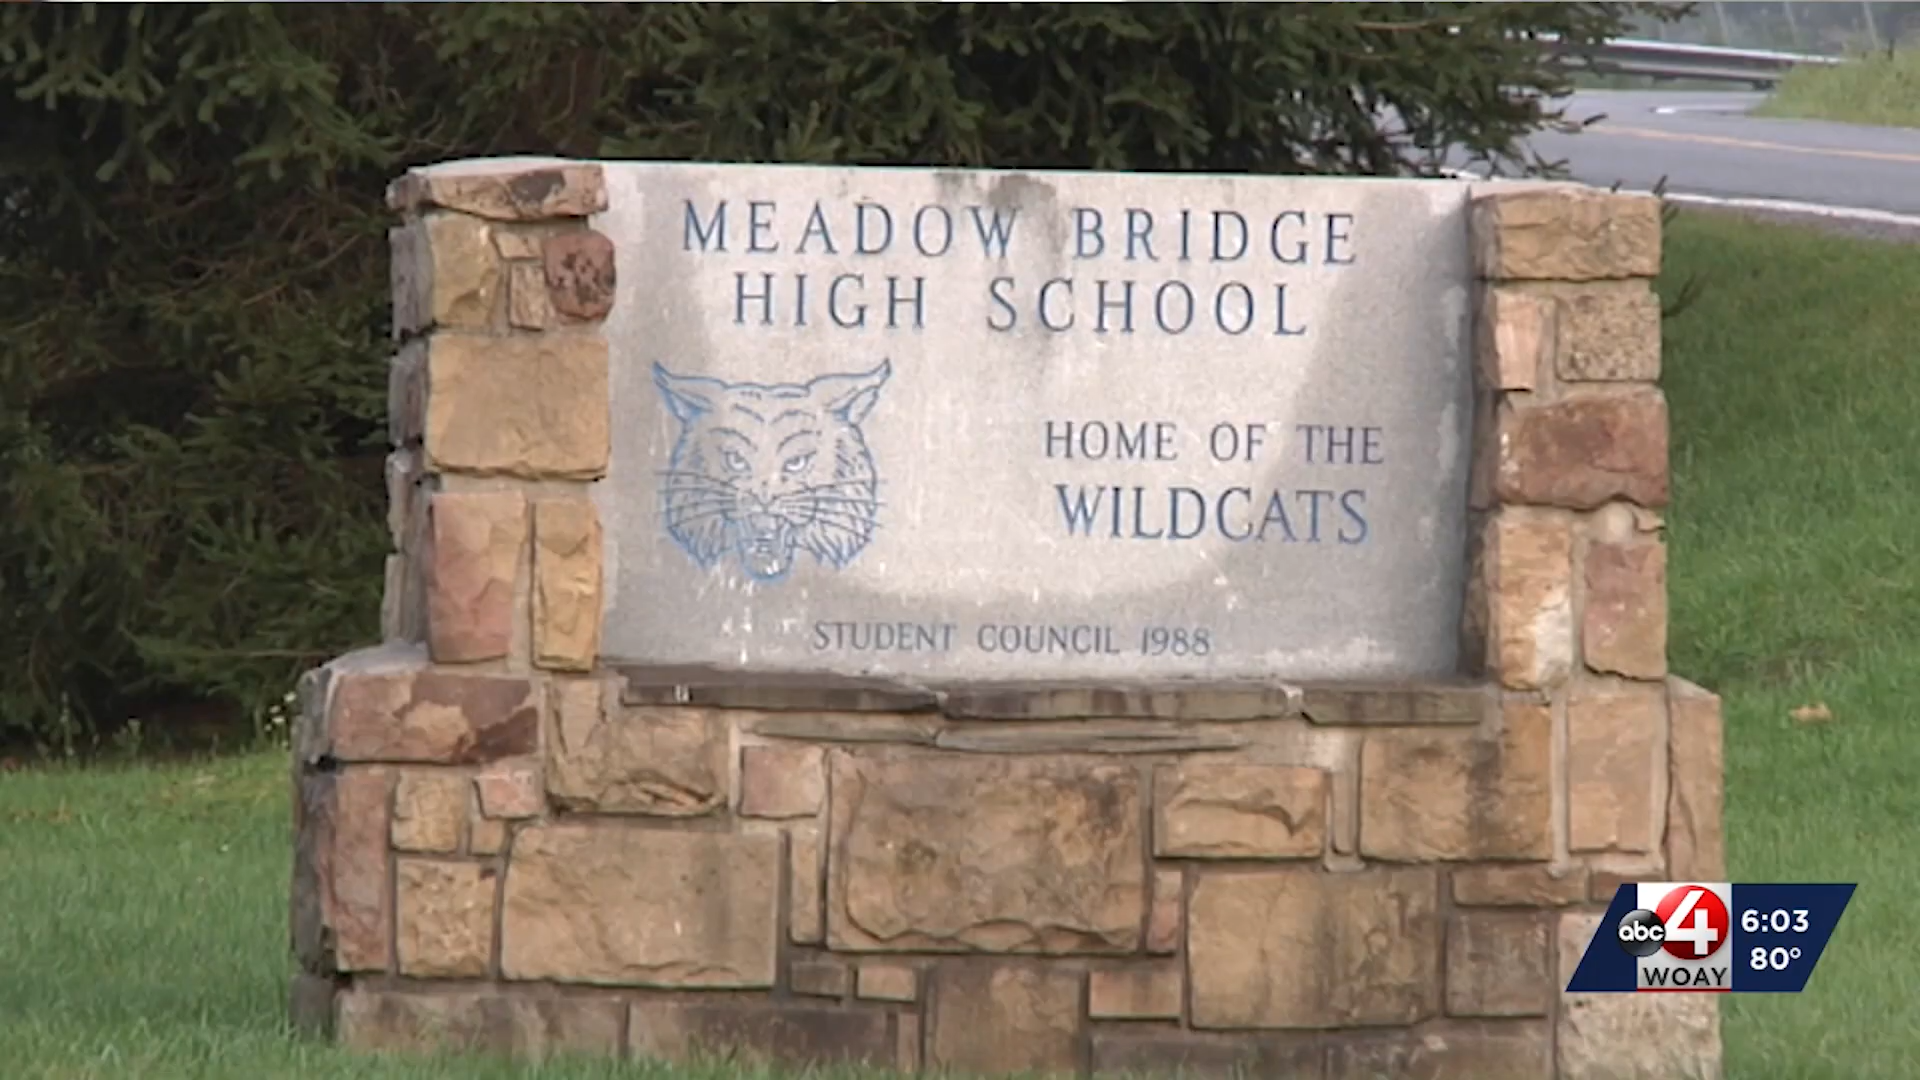 MEADOW BRIDGE
HIGH SCHOOL
HOME OF THE
WILDCATS
STUDENT COUNCIL 1988
abc 4 6:03
WOAY 80°